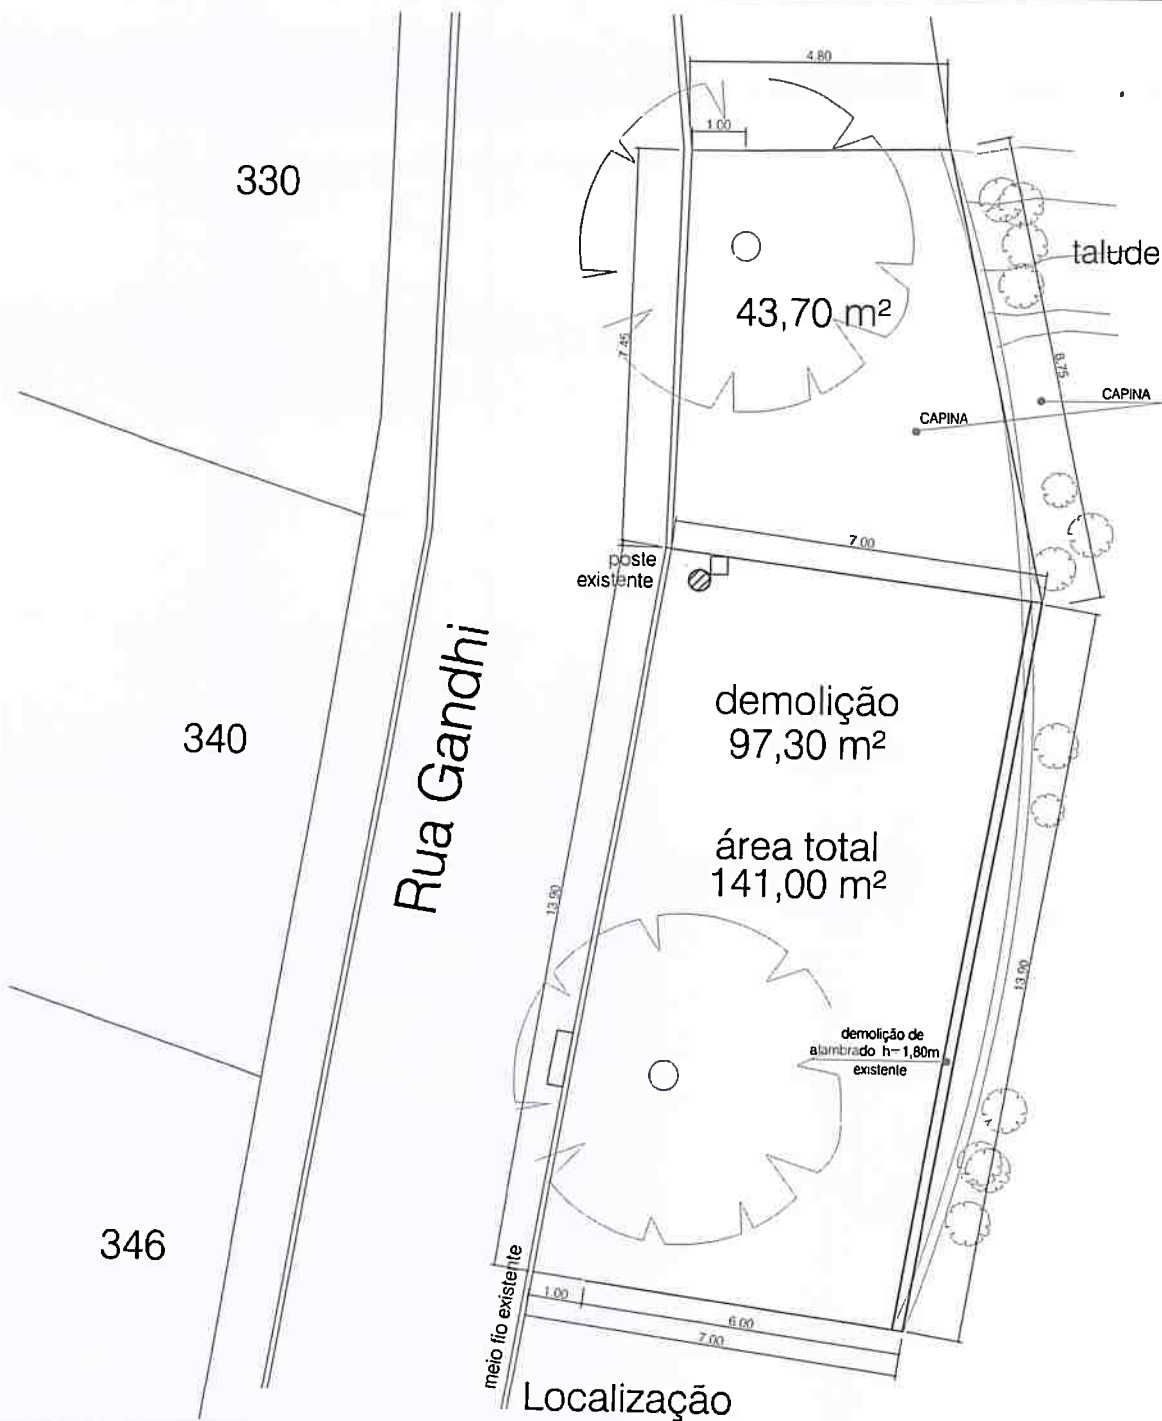 4.80
1.00
330
talude
43,70 m²
7.45
8.75
CAPINA
CAPINA
7.00
poste
existente
Rua Gandhi
demolição
97,30 m²
340
área total
141,00 m²
13.90
13.90
demolição de
alambrado h=1,80m
existente
346
meio fio existente
1.00
6.00
7.00
Localização